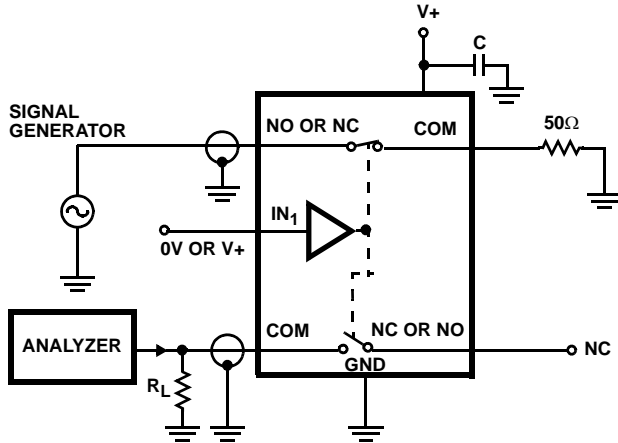 V+
C
SIGNAL
GENERATOR
NO OR NC
COM
50Ω
IN1
0V OR V+
ANALYZER
RL
COM
NC OR NO
GND
NC